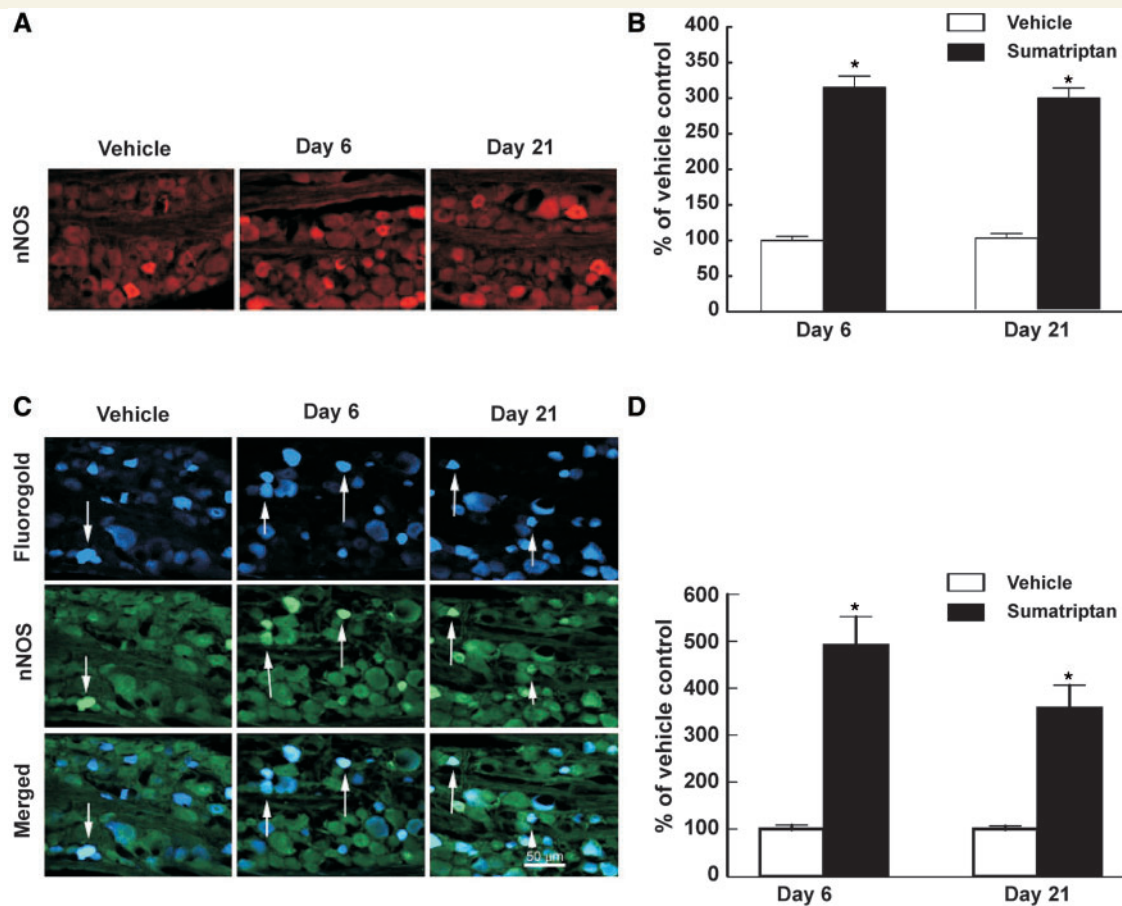 A
Vehicle
Day 6
Day 21
nNOS
B
Vehicle
Sumatriptan
% of vehicle control
400
350
300
250
200
150
100
50
0
*
*
Day 6
Day 21
C
Vehicle
Day 6
Day 21
Fluorogold
nNOS
Merged
50 µm
D
Vehicle
Sumatriptan
% of vehicle control
600
500
400
300
200
100
0
*
*
Day 6
Day 21